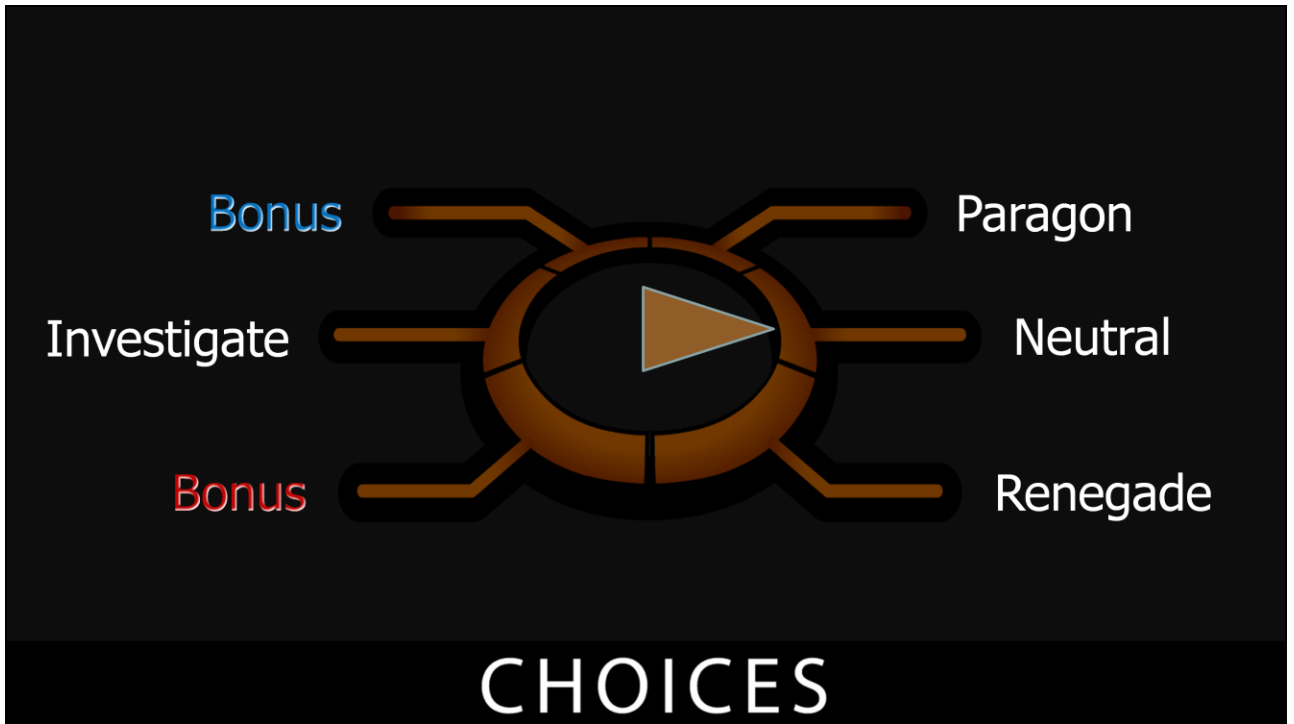 Bonus
Paragon
Investigate
Neutral
Bonus
Renegade
CHOICES